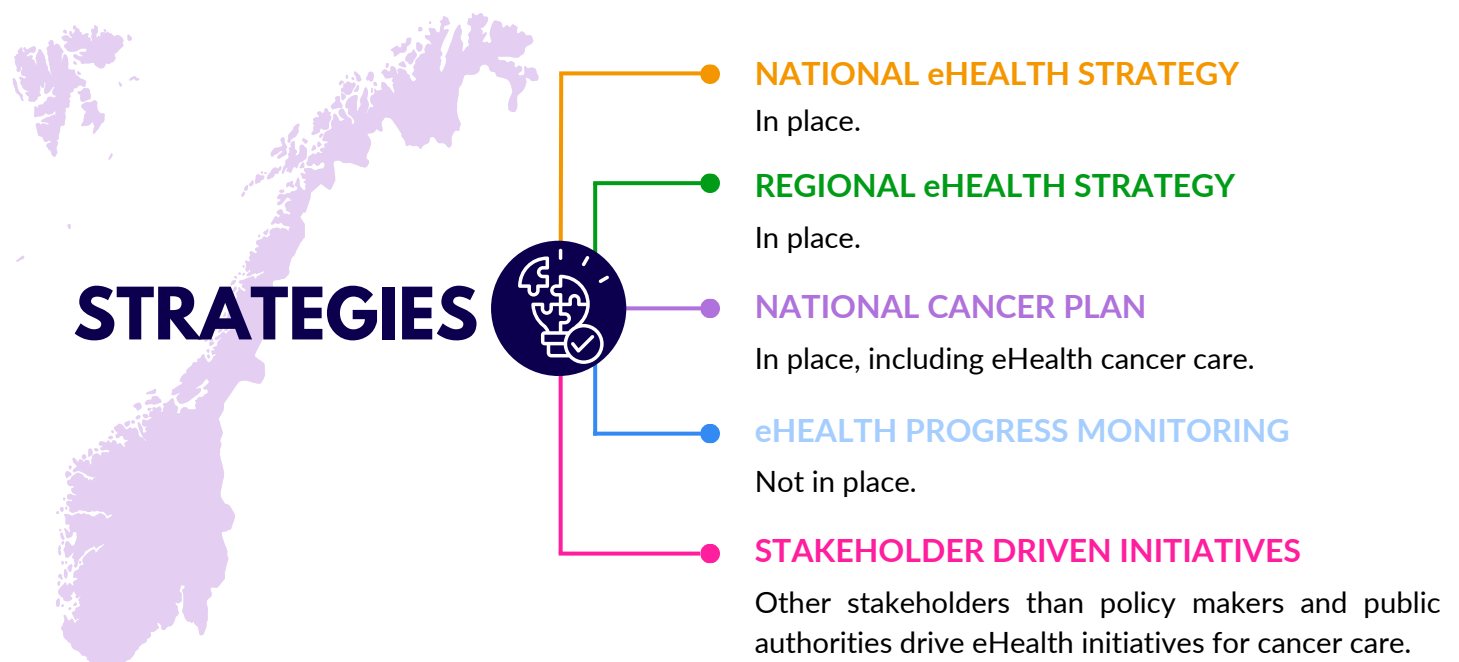 STRATEGIES
NATIONAL eHEALTH STRATEGY
In place.
REGIONAL eHEALTH STRATEGY
In place.
NATIONAL CANCER PLAN
In place, including eHealth cancer care.
eHEALTH PROGRESS MONITORING
Not in place.
STAKEHOLDER DRIVEN INITIATIVES
Other stakeholders than policy makers and public
authorities drive eHealth initiatives for cancer care.